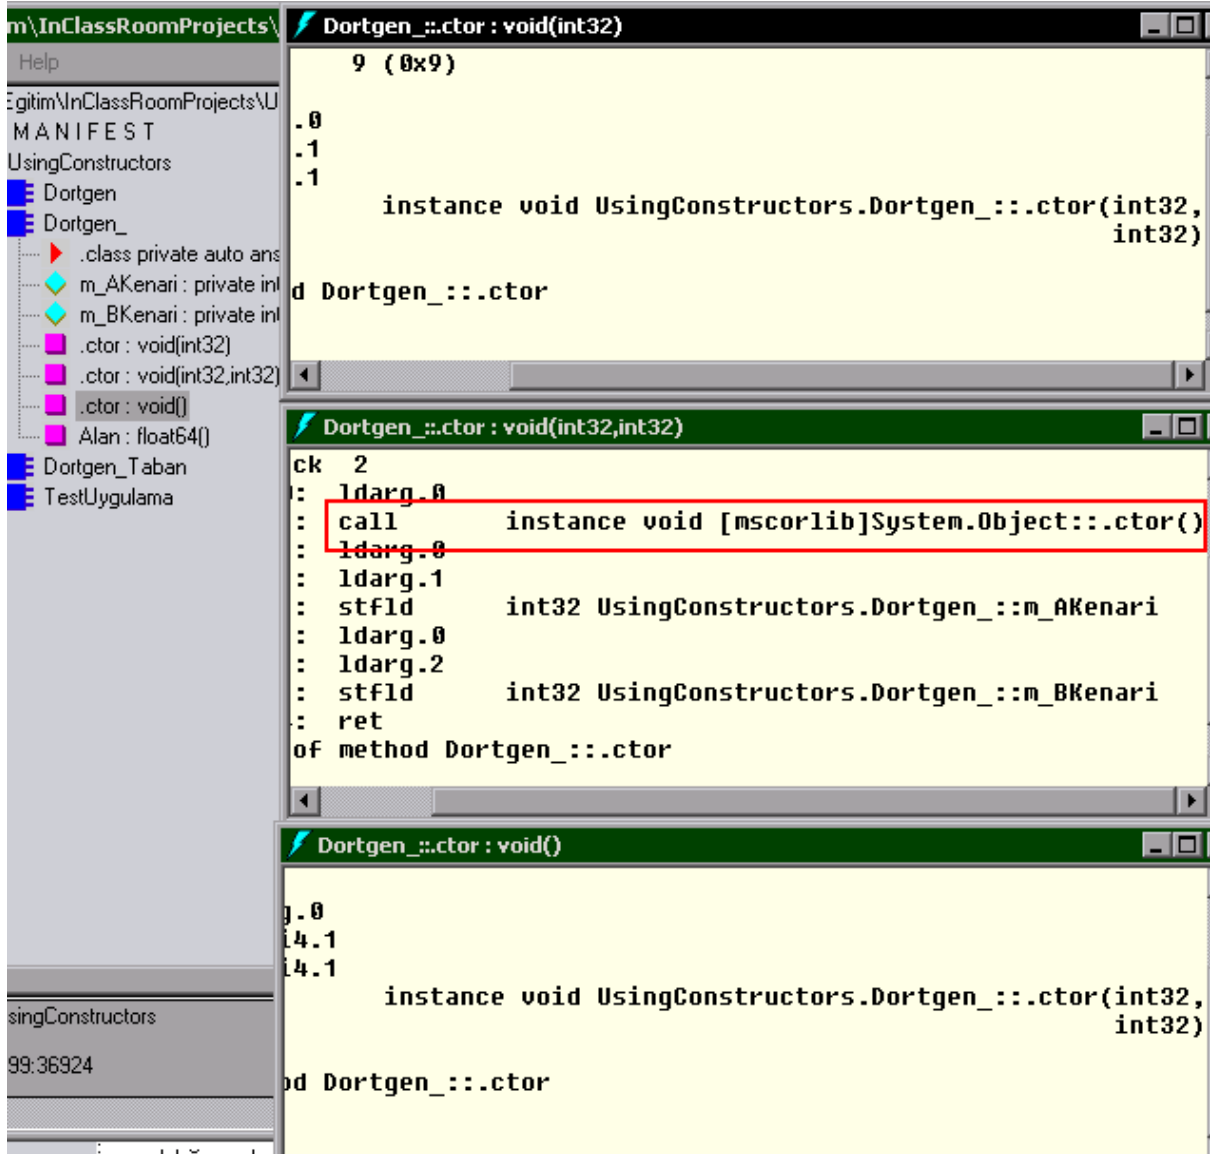 m\InClassRoomProjects\
Help
Egitim\InClassRoomProjects\U
MANIFEST
UsingConstructors
Dortgen
Dortgen_
.class private auto ans
m_AKenari : private int
m_BKenari : private int
.ctor : void(int32)
.ctor : void(int32,int32)
.ctor : void()
Alan : float64()
Dortgen_Taban
TestUygulama
singConstructors
99:36924
Dortgen_::.ctor : void(int32)
9 (0x9)
.0
.1
.1
instance void UsingConstructors.Dortgen_::.ctor(int32,
int32)
d Dortgen_::.ctor
Dortgen_::.ctor : void(int32,int32)
ck 2
: ldarg.0
: call instance void [mscorlib]System.Object::.ctor()
: ldarg.0
: ldarg.1
: stfld int32 UsingConstructors.Dortgen_::m_AKenari
: ldarg.0
: ldarg.2
: stfld int32 UsingConstructors.Dortgen_::m_BKenari
: ret
of method Dortgen_::.ctor
Dortgen_::.ctor : void()
g.0
i4.1
i4.1
instance void UsingConstructors.Dortgen_::.ctor(int32,
int32)
od Dortgen_::.ctor